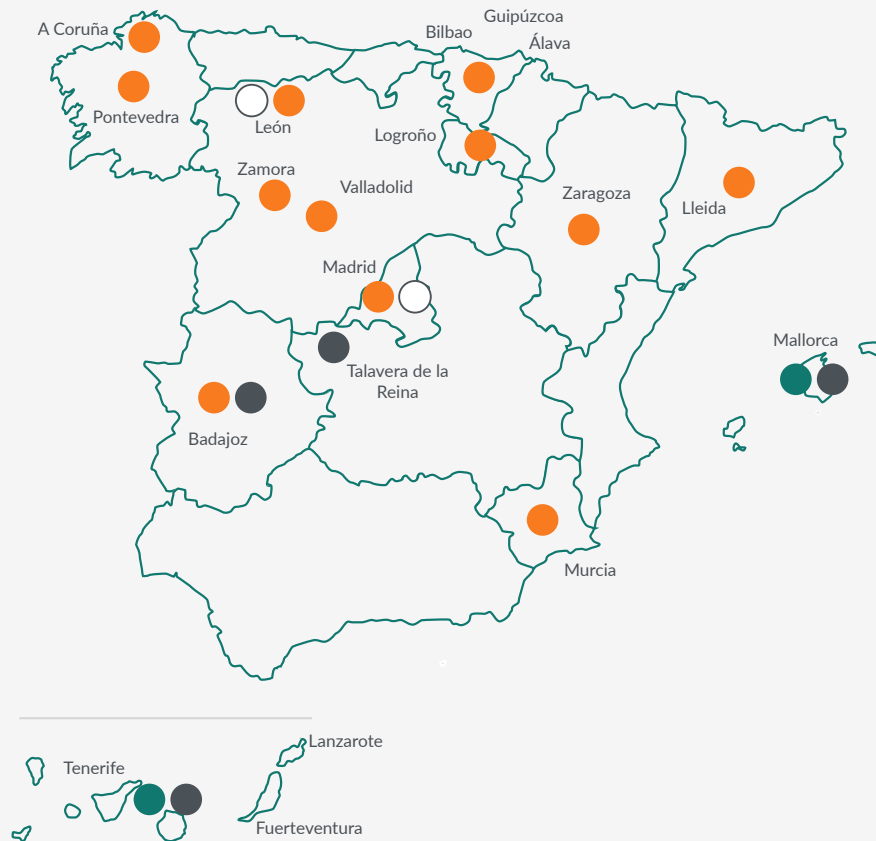 Guipúzcoa
A Coruña
Bilbao
Álava
Pontevedra
León
Logroño
Zamora
Valladolid
Zaragoza
Lleida
Madrid
Mallorca
Talavera de la
Reina
Badajoz
Murcia
Lanzarote
Tenerife
Fuerteventura